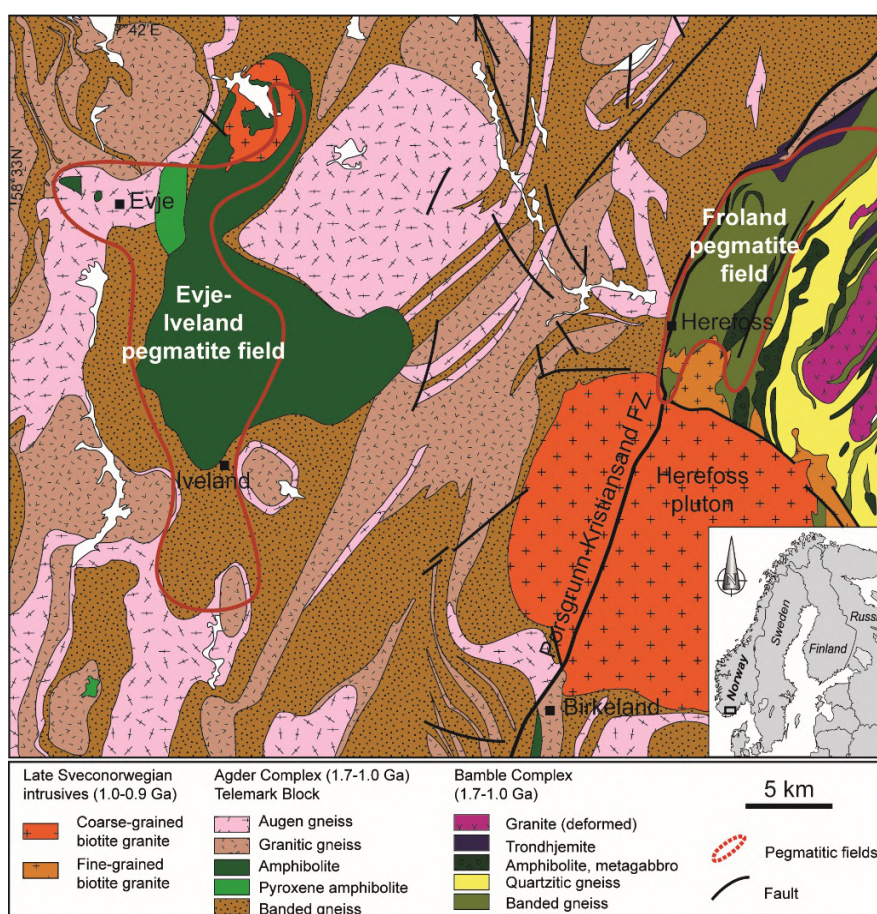 7°42'E
58°33'N
Evje
Froland
pegmatite
field
Evje-
Iveland
pegmatite field
Herefoss
Porsgrunn-Kristiansand FZ
Iveland
Herefoss
pluton
Birkeland
N
Norway
Sweden
Finland
Russi
Late Sveconorwegian
intrusives (1.0-0.9 Ga)
Coarse-grained
biotite granite
Fine-grained
biotite granite
Agder Complex (1.7-1.0 Ga)
Telemark Block
Augen gneiss
Granitic gneiss
Amphibolite
Pyroxene amphibolite
Banded gneiss
Bamble Complex
(1.7-1.0 Ga)
Granite (deformed)
Trondhjemite
Amphibolite, metagabbro
Quartzitic gneiss
Banded gneiss
5 km
Pegmatitic fields
Fault